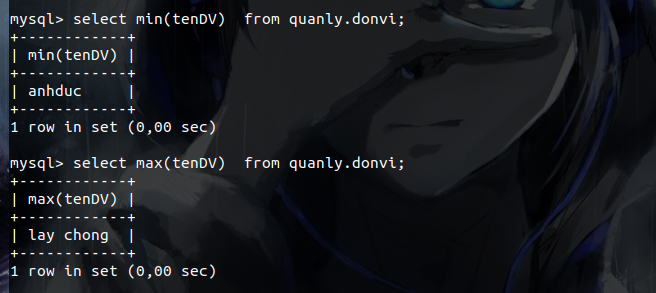 mysql> select min(tenDV)  from quanly.donvi;
+------------+
| min(tenDV) |
+------------+
| anhduc     |
+------------+
1 row in set (0,00 sec)
mysql> select max(tenDV)  from quanly.donvi;
+------------+
| max(tenDV) |
+------------+
| lay chong  |
+------------+
1 row in set (0,00 sec)